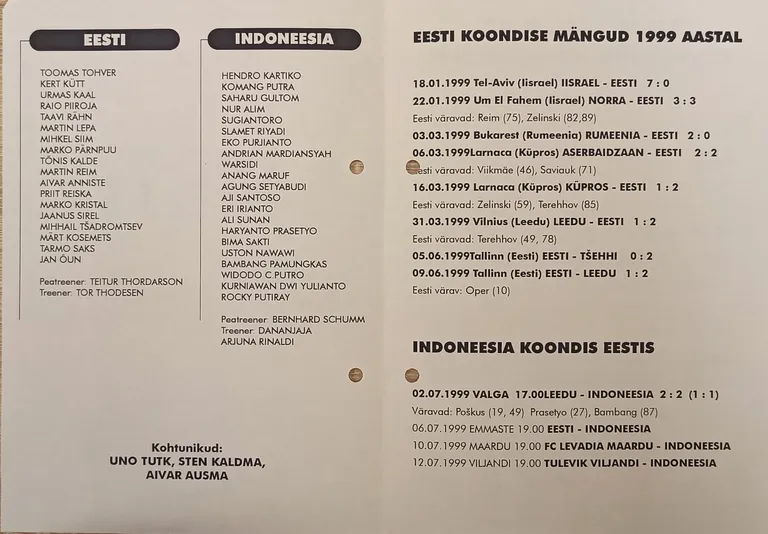 EESTI
TOOMAS TOHVER
KERT KÜTT
URMAS KAAL
RAIO PIIROJA
TAAVI RÄHN
MARTIN LEPA
MIHKEL SIIM
MARKO PÄRNPUU
TÕNIS KALDE
MARTIN REIM
AIVAR ANNISTE
PRIIT REISKA
MARKO KRISTAL
JAANUS SIREL
MIHHAIL TŠADROMTSEV
MÄRT KOSEMETS
TARMO SAKS
JAN ÕUN
Peatreener: TEITUR THORDARSON
Treener: TOR THODESEN
INDONEESIA
HENDRO KARTIKO
KOMANG PUTRA
SAHARU GULTOM
NUR ALIM
SUGIANTORO
SLAMET RIYADI
EKO PURJIANTO
ANDRIAN MARDIANSYAH
WARSIDI
ANANG MARUF
AGUNG SETYABUDI
AJI SANTOSO
ERI IRIANTO
ALI SUNAN
HARYANTO PRASETYO
BIMA SAKTI
USTON NAWAWI
BAMBANG PAMUNGKAS
WIDODO C PUTRO
KURNIAWAN DWI YULIANTO
ROCKY PUTIRAY
Peatreener: BERNHARD SCHUMM
Treener: DANANJAJA
ARJUNA RINALDI
Kohtunikud:
UNO TUTK, STEN KALDMA,
AIVAR AUSMA
EESTI KOONDISE MÄNGUD 1999 AASTAL
18.01.1999 Tel-Aviv (Iisrael) IISRAEL - EESTI 7 : 0
22.01.1999 Um El Fahem (Iisrael) NORRA - EESTI 3 : 3
Eesti väravad: Reim (75), Zelinski (82,89)
03.03.1999 Bukarest (Rumeenia) RUMEENIA - EESTI 2 : 0
06.03.1999Larnaca (Küpros) ASERBAIDZAAN - EESTI 2 : 2
Eesti väravad: Viikmäe (46), Saviauk (71)
16.03.1999 Larnaca (Küpros) KÜPROS - EESTI 1 : 2
Eesti väravad: Zelinski (59), Terehhov (85)
31.03.1999 Vilnius (Leedu) LEEDU - EESTI 1 : 2
Eesti väravad: Terehhov (49, 78)
05.06.1999Tallinn (Eesti) EESTI - TŠEHHI 0 : 2
09.06.1999 Tallinn (Eesti) EESTI - LEEDU 1 : 2
Eesti värav: Oper (10)
INDONEESIA KOONDIS EESTIS
02.07.1999 VALGA 17.00LEEDU - INDONEESIA 2 : 2 (1 : 1)
Väravad: Poškus (19, 49) Prasetyo (27), Bambang (87)
06.07.1999 EMMASTE 19.00 EESTI - INDONEESIA
10.07.1999 MAARDU 19.00 FC LEVADIA MAARDU - INDONEESIA
12.07.1999 VILJANDI 19.00 TULEVIK VILJANDI - INDONEESIA